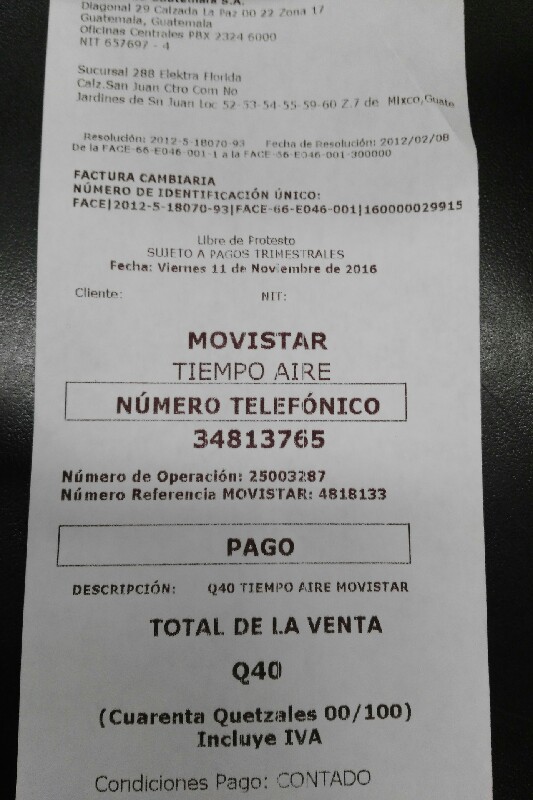 Guatemala S.A.
Diagonal 29 Calzada La Paz 00 22 Zona 17
Guatemala, Guatemala
Oficinas Centrales PBX 2324 6000
NIT 657697 - 4
Sucursal 288 Elektra Florida
Calz.San Juan Ctro Com No
Jardines de Sn Juan Loc 52-53-54-55-59-60 Z.7 de Mixco,Guate
Resolución: 2012-5-18070-93 Fecha de Resolución: 2012/02/08
De la FACE-66-E046-001-1 a la FACE-66-E046-001-300000
FACTURA CAMBIARIA
NÚMERO DE IDENTIFICACIÓN ÚNICO:
FACE|2012-5-18070-93|FACE-66-E046-001|160000029915
Libre de Protesto
SUJETO A PAGOS TRIMESTRALES
Fecha: Viernes 11 de Noviembre de 2016
Cliente: NIT:
MOVISTAR
TIEMPO AIRE
NÚMERO TELEFÓNICO
34813765
Número de Operación: 25003287
Número Referencia MOVISTAR: 4818133
PAGO
DESCRIPCIÓN: Q40 TIEMPO AIRE MOVISTAR
TOTAL DE LA VENTA
Q40
(Cuarenta Quetzales 00/100)
Incluye IVA
Condiciones Pago: CONTADO